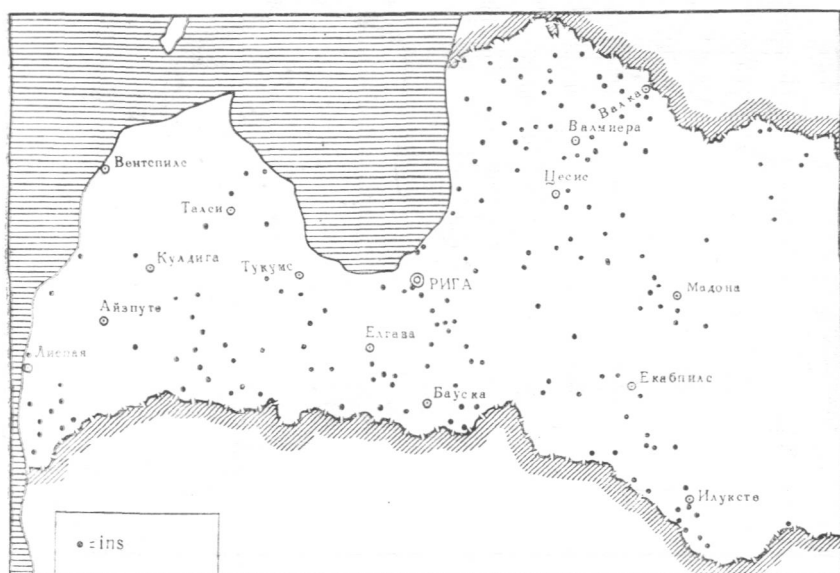 Валка
Валмиера
Вентспилс
Цесис
Талси
Кулдига
Тукумс
РИГА
Мадона
Айзпуте
Елгава
Лиепая
Екабпилс
Бауска
Илуксте
= ins